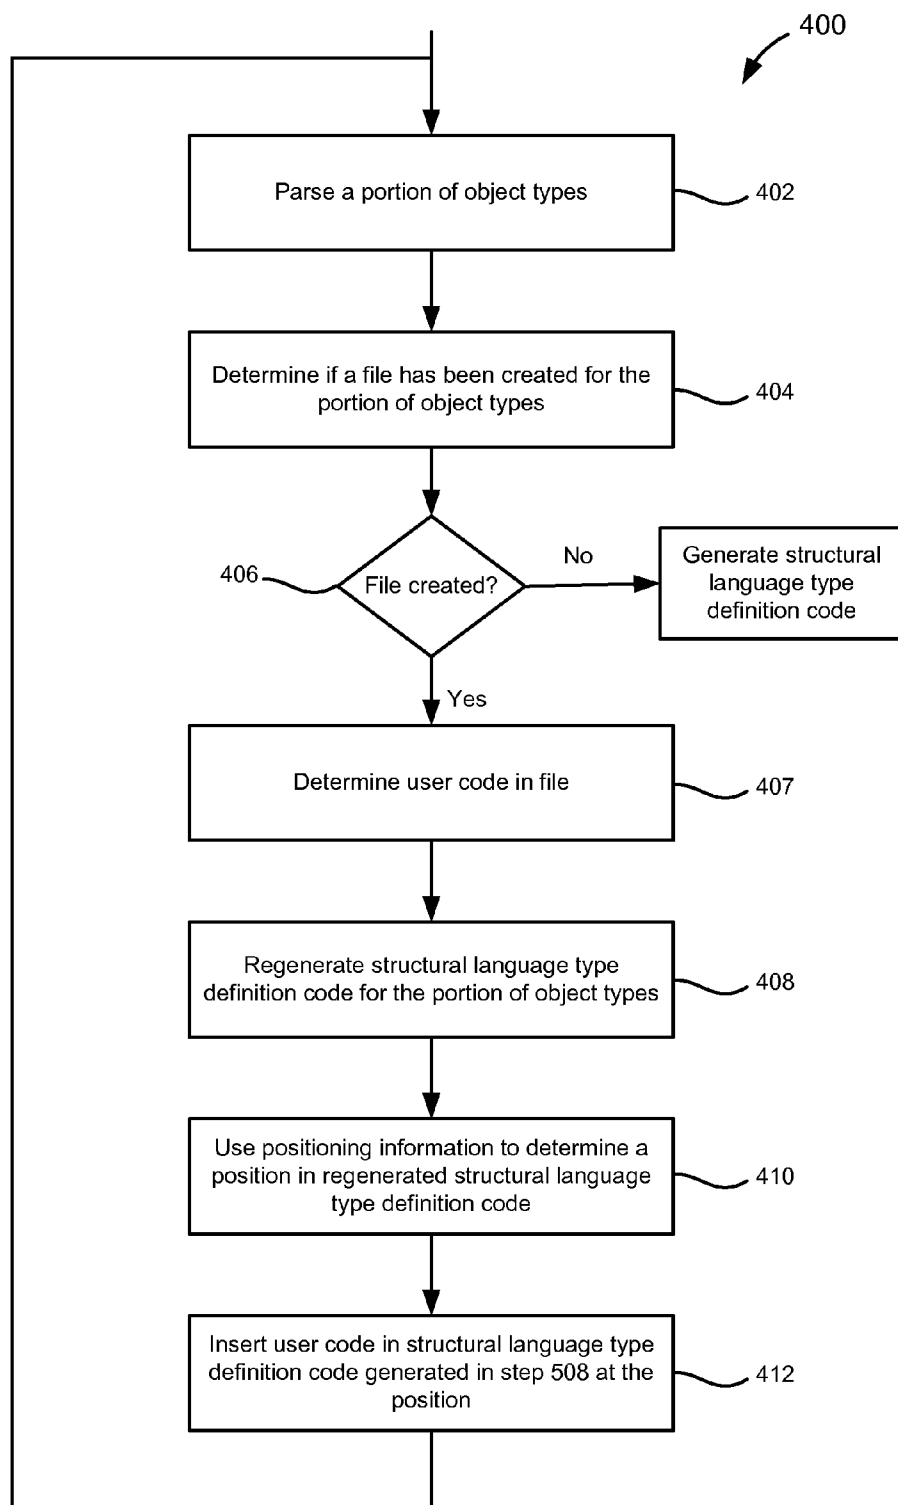 400
Parse a portion of object types
402
Determine if a file has been created for the
portion of object types
404
406
File created?
No
Generate structural
language type
definition code
Yes
Determine user code in file
407
Regenerate structural language type
definition code for the portion of object types
408
Use positioning information to determine a
position in regenerated structural language
type definition code
410
Insert user code in structural language type
definition code generated in step 508 at the
position
412